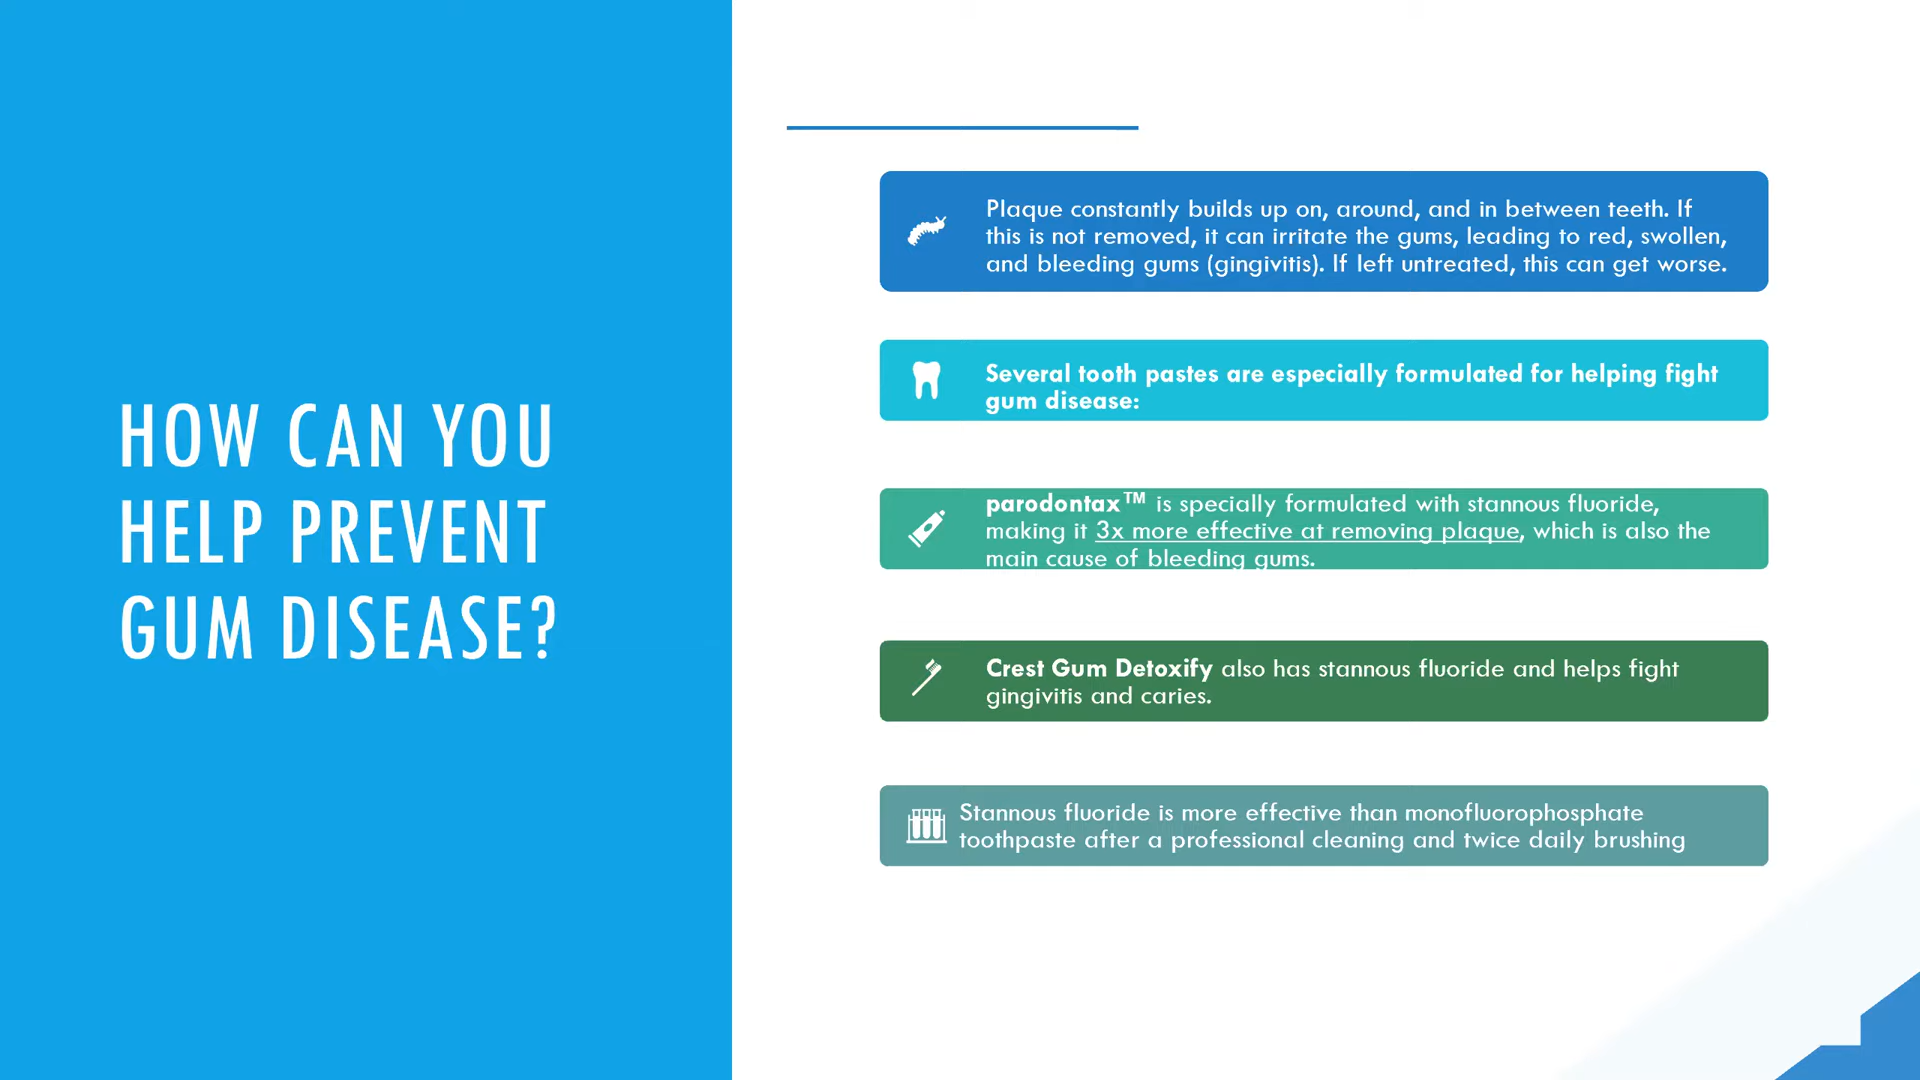 HOW CAN YOU
HELP PREVENT
GUM DISEASE?
Plaque constantly builds up on, around, and in between teeth. If
this is not removed, it can irritate the gums, leading to red, swollen,
and bleeding gums (gingivitis). If left untreated, this can get worse.
Several tooth pastes are especially formulated for helping fight
gum disease:
parodontax™ is specially formulated with stannous fluoride,
making it 3x more effective at removing plaque, which is also the
main cause of bleeding gums.
Crest Gum Detoxify also has stannous fluoride and helps fight
gingivitis and caries.
Stannous fluoride is more effective than monofluorophosphate
toothpaste after a professional cleaning and twice daily brushing